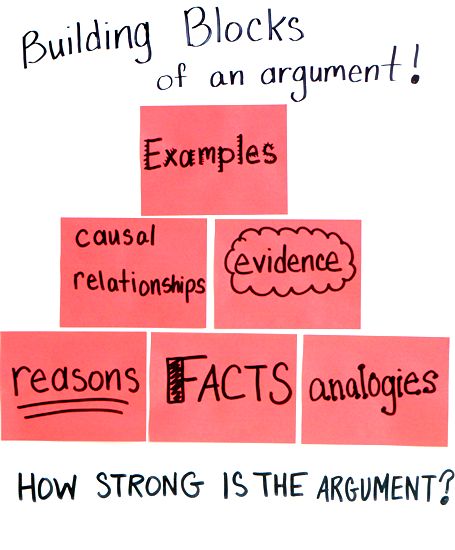 Building Blocks
of an argument!
Examples
causal
relationships
evidence
reasons
FACTS
analogies
HOW STRONG IS THE ARGUMENT?